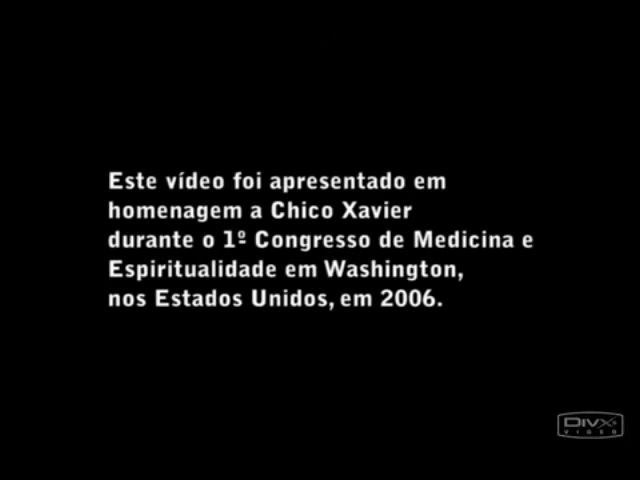 Este vídeo foi apresentado em
homenagem a Chico Xavier
durante o 1º Congresso de Medicina e
Espiritualidade em Washington,
nos Estados Unidos, em 2006.
DIVX
VIDEO